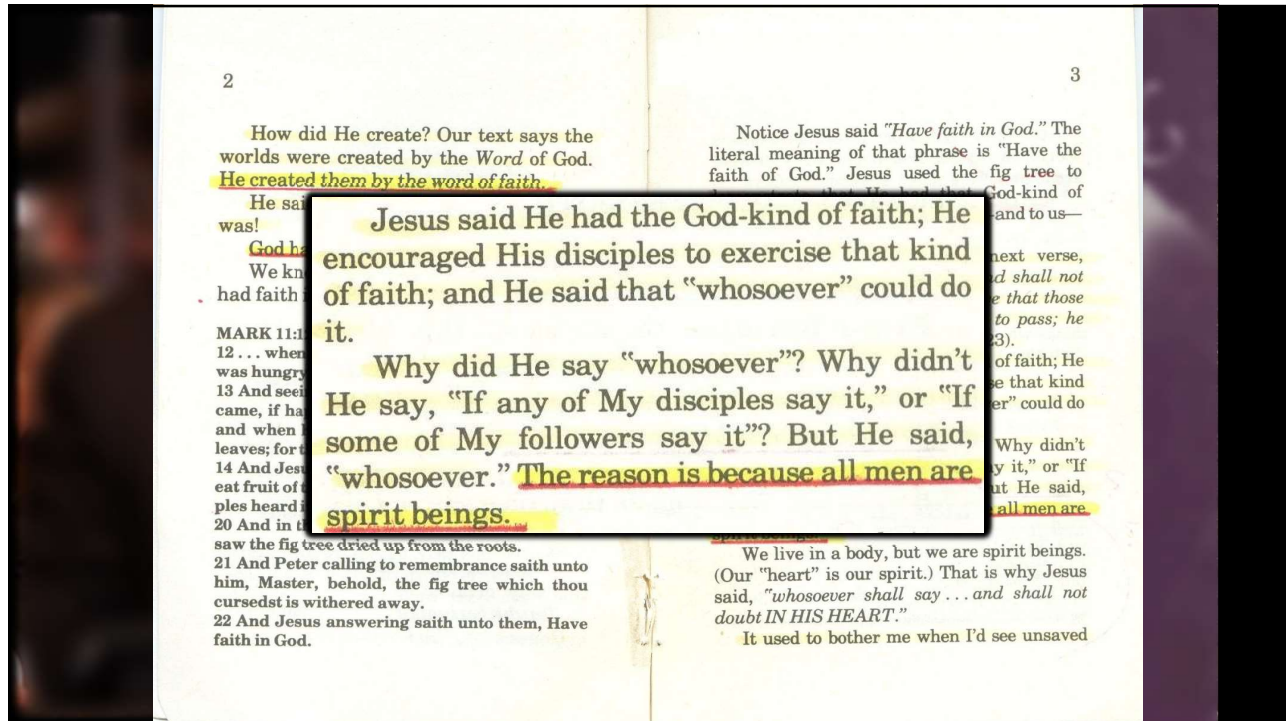 2
How did He create? Our text says the
worlds were created by the Word of God.
He created them by the word of faith.
He sai
was!
God ha
We kn
had faith
MARK 11:1
12 . . . when
was hungry
13 And seei
came, if ha
and when
leaves; for t
14 And Jesu
eat fruit of t
ples heard i
20 And in t
saw the fig tree dried up from the roots.
21 And Peter calling to remembrance saith unto
him, Master, behold, the fig tree which thou
cursedst is withered away.
22 And Jesus answering saith unto them, Have
faith in God.
Jesus said He had the God-kind of faith; He
encouraged His disciples to exercise that kind
of faith; and He said that "whosoever" could do
it.
Why did He say "whosoever"? Why didn't
He say, "If any of My disciples say it," or "If
some of My followers say it"? But He said,
"whosoever." The reason is because all men are
spirit beings.
3
Notice Jesus said "Have faith in God." The
literal meaning of that phrase is "Have the
faith of God." Jesus used the fig tree to
God-kind of
and to us—
next verse,
d shall not
e that those
to pass; he
23).
of faith; He
e that kind
er" could do
Why didn't
y it," or "If
ut He said,
all men are
We live in a body, but we are spirit beings.
(Our "heart" is our spirit.) That is why Jesus
said, "whosoever shall say . . . and shall not
doubt IN HIS HEART."
It used to bother me when I'd see unsaved